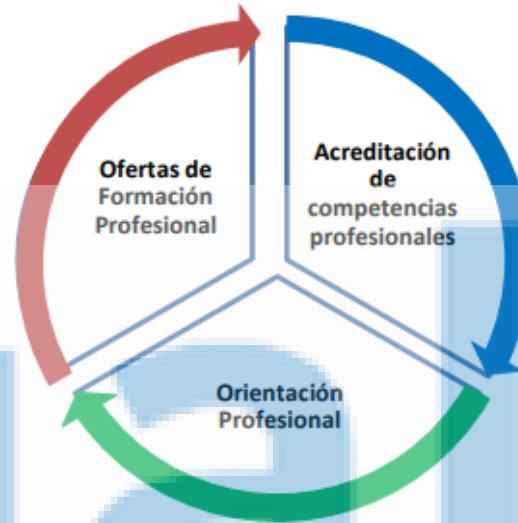 Ofertas de
Formación
Profesional
Acreditación
de
competencias
profesionales
Orientación
Profesional